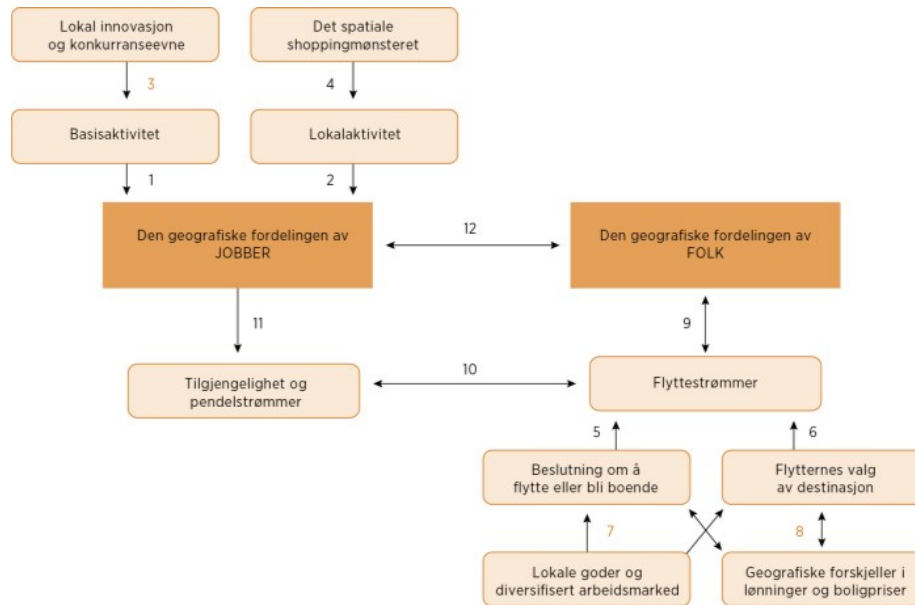 Lokal innovasjon
og konkurranseevne
Det spatiale
shoppingmønsteret
3
4
Basisaktivitet
Lokalaktivitet
1
2
Den geografiske fordelingen av
JOBBER
12
Den geografiske fordelingen av
FOLK
11
9
Tilgjengelighet og
pendelstrømmer
10
Flyttestrømmer
5
6
Beslutning om å
flytte eller bli boende
Flytternes valg
av destinasjon
7
8
Lokale goder og
diversifisert arbeidsmarked
Geografiske forskjeller i
lønninger og boligpriser